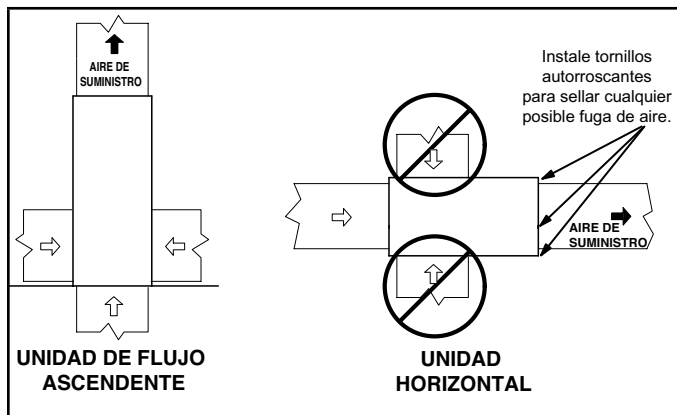 AIRE DE
SUMINISTRO
UNIDAD DE FLUJO
ASCENDENTE
Instale tornillos
autorroscantes
para sellar cualquier
posible fuga de aire.
AIRE DE
SUMINISTRO
UNIDAD
HORIZONTAL